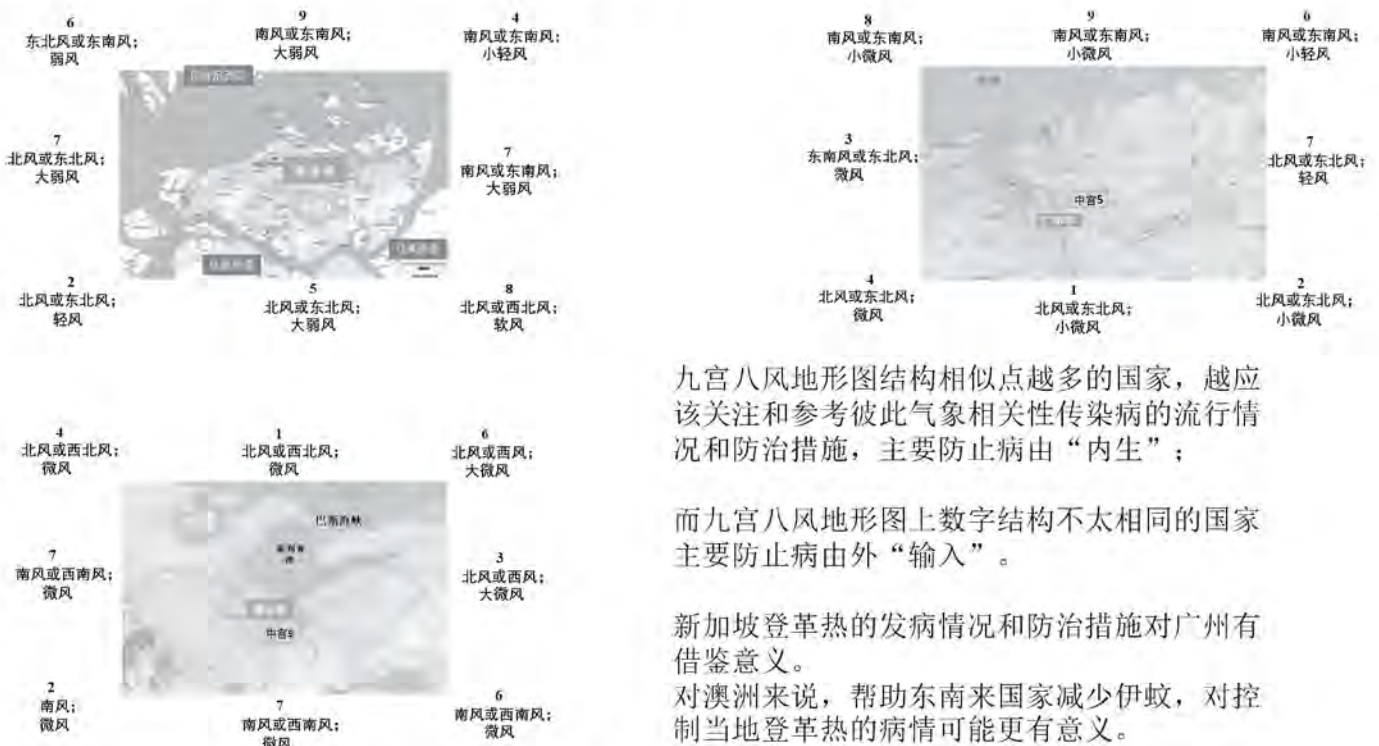 6
东北风或东南风；
弱风
9
南风或东南风；
大弱风
4
南风或东南风；
小轻风
7
北风或东北风；
大弱风
7
南风或东南风；
大弱风
2
北风或东北风；
轻风
5
北风或东北风；
大弱风
8
北风或西北风；
软风
8
南风或东南风；
小微风
9
南风或东南风；
小微风
6
南风或东南风；
小轻风
3
东南风或东北风；
微风
7
北风或东北风；
轻风
中宫5
4
北风或东北风；
微风
1
北风或东北风；
小微风
2
北风或东北风；
小微风
4
北风或西北风；
微风
1
北风或西北风；
微风
6
北风或西风；
大微风
巴斯海峡
7
南风或西南风；
微风
3
北风或西风；
大微风
中宫9
2
南风；
微风
7
南风或西南风；
微风
6
南风或西南风；
微风
九宫八风地形图结构相似点越多的国家，越应
该关注和参考彼此气象相关性传染病的流行情
况和防治措施，主要防止病由“内生”；
而九宫八风地形图上数字结构不太相同的国家
主要防止病由外“输入”。
新加坡登革热的发病情况和防治措施对广州有
借鉴意义。
对澳洲来说，帮助东南来国家减少伊蚊，对控
制当地登革热的病情可能更有意义。